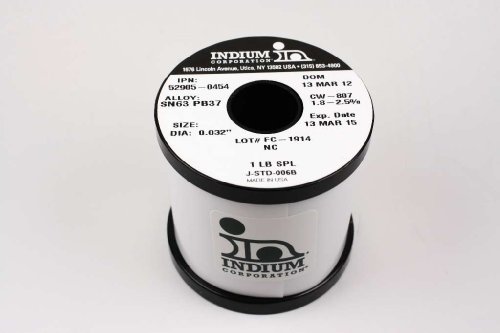 INDIUM
CORPORATION®
1676 Lincoln Avenue, Utica, NY 13502 USA • (315) 853-4900
IPN:
52905-0454
ALLOY:
SN63 PB37
SIZE:
DIA: 0.032"
DOM
13 MAR 12
CW-807
1.8-2.5%
Exp. Date
13 MAR 15
LOT# FC-1914
NC
1 LB SPL
J-STD-006B
MADE IN USA
in
INDIUM
CORPORATION®